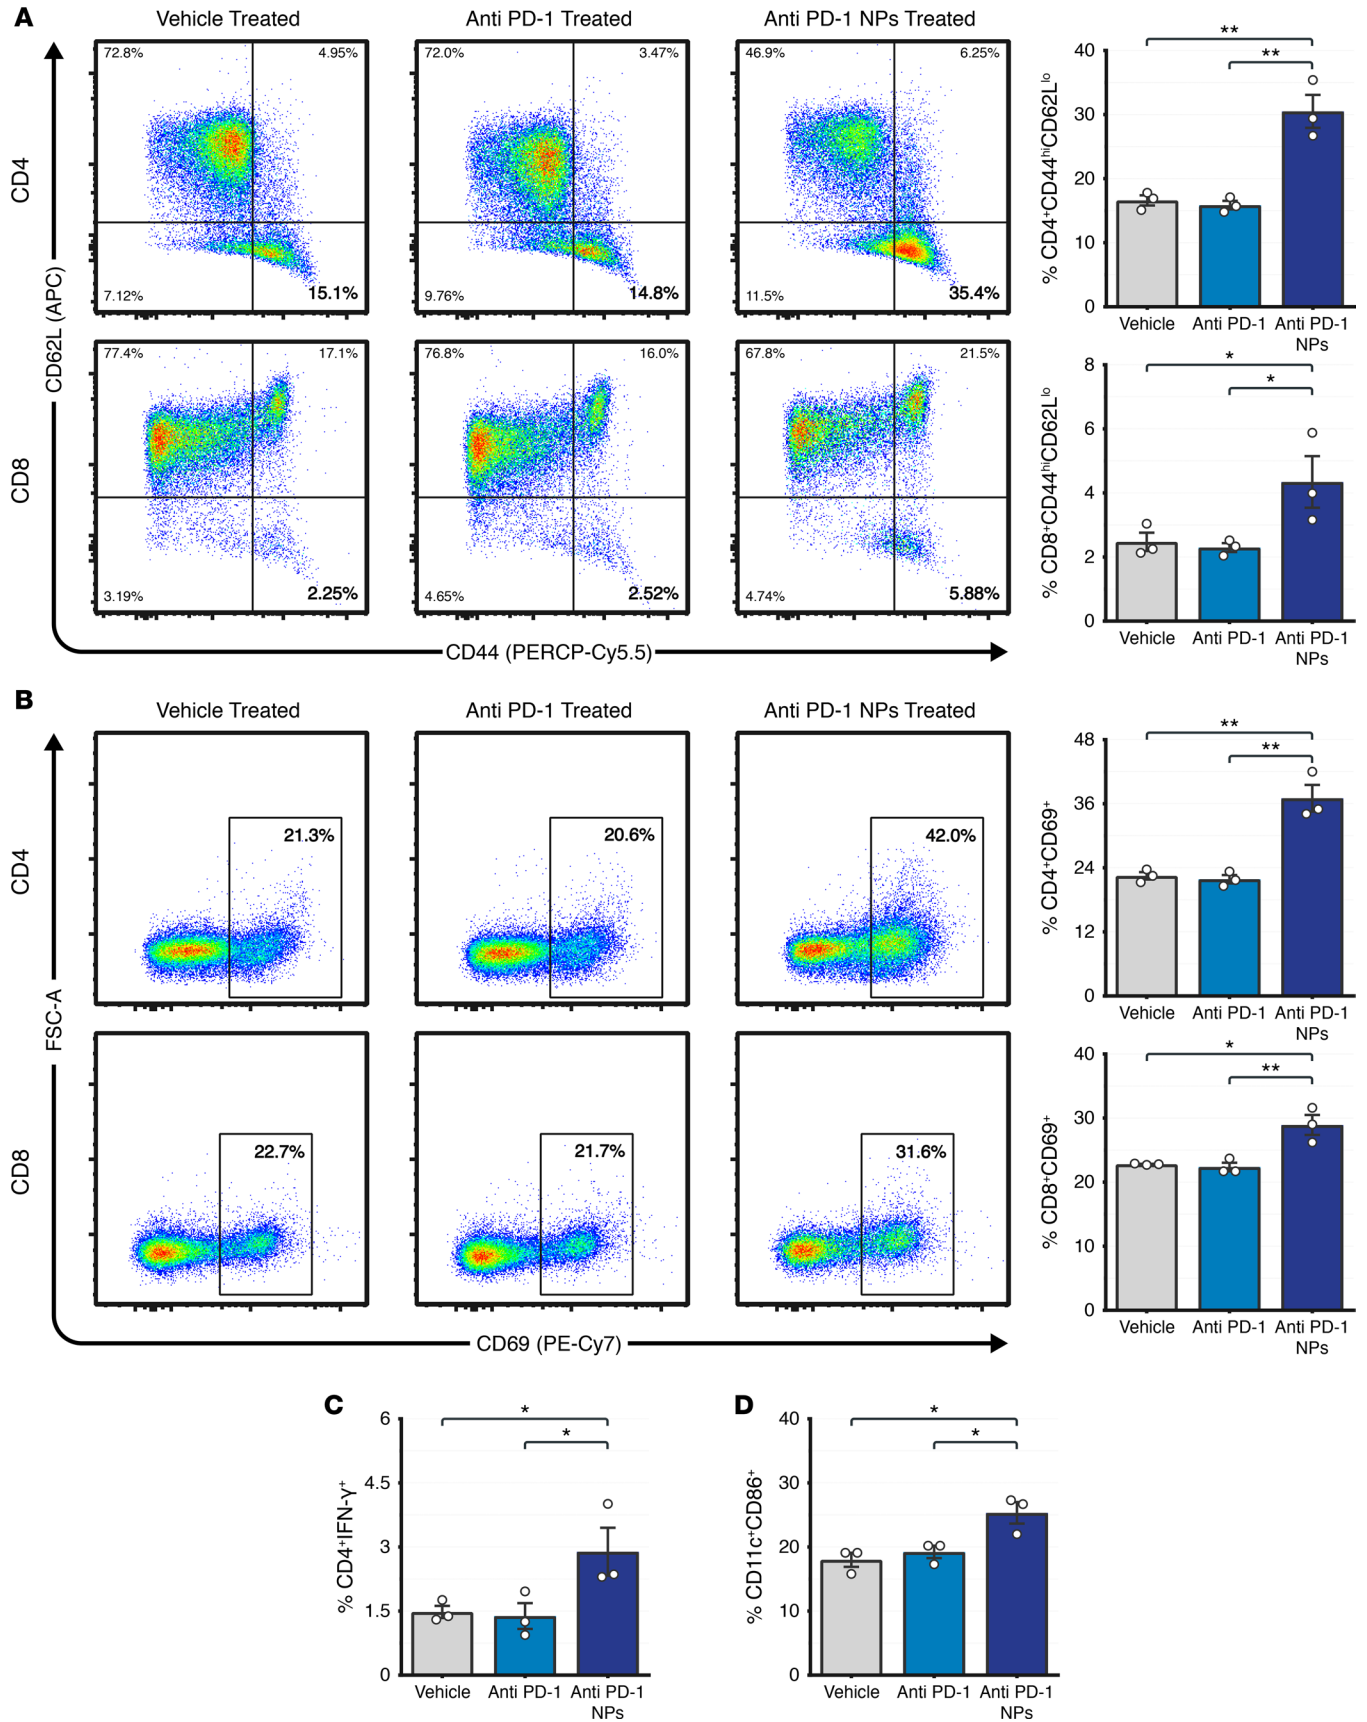 A
Vehicle Treated
Anti PD-1 Treated
Anti PD-1 NPs Treated
CD4
72.8%
4.95%
7.12%
15.1%
72.0%
3.47%
9.76%
14.8%
46.9%
6.25%
11.5%
35.4%
% CD4⁺CD44ʰⁱCD62Lˡᵒ
40
30
20
10
0
**
**
Vehicle
Anti PD-1
Anti PD-1
NPs
CD62L (APC)
CD8
77.4%
17.1%
3.19%
2.25%
76.8%
16.0%
4.65%
2.52%
67.8%
21.5%
4.74%
5.88%
CD44 (PERCP-Cy5.5)
% CD8⁺CD44ʰⁱCD62Lˡᵒ
8
6
4
2
0
*
*
Vehicle
Anti PD-1
Anti PD-1
NPs
B
Vehicle Treated
Anti PD-1 Treated
Anti PD-1 NPs Treated
CD4
21.3%
20.6%
42.0%
% CD4⁺CD69⁺
48
36
24
12
0
**
**
Vehicle
Anti PD-1
Anti PD-1
NPs
FSC-A
CD8
22.7%
21.7%
31.6%
CD69 (PE-Cy7)
% CD8⁺CD69⁺
40
30
20
10
0
*
**
Vehicle
Anti PD-1
Anti PD-1
NPs
C
% CD4⁺IFN-γ⁺
6
4.5
3
1.5
0
*
*
Vehicle
Anti PD-1
Anti PD-1
NPs
D
% CD11c⁺CD86⁺
40
30
20
10
0
*
*
Vehicle
Anti PD-1
Anti PD-1
NPs